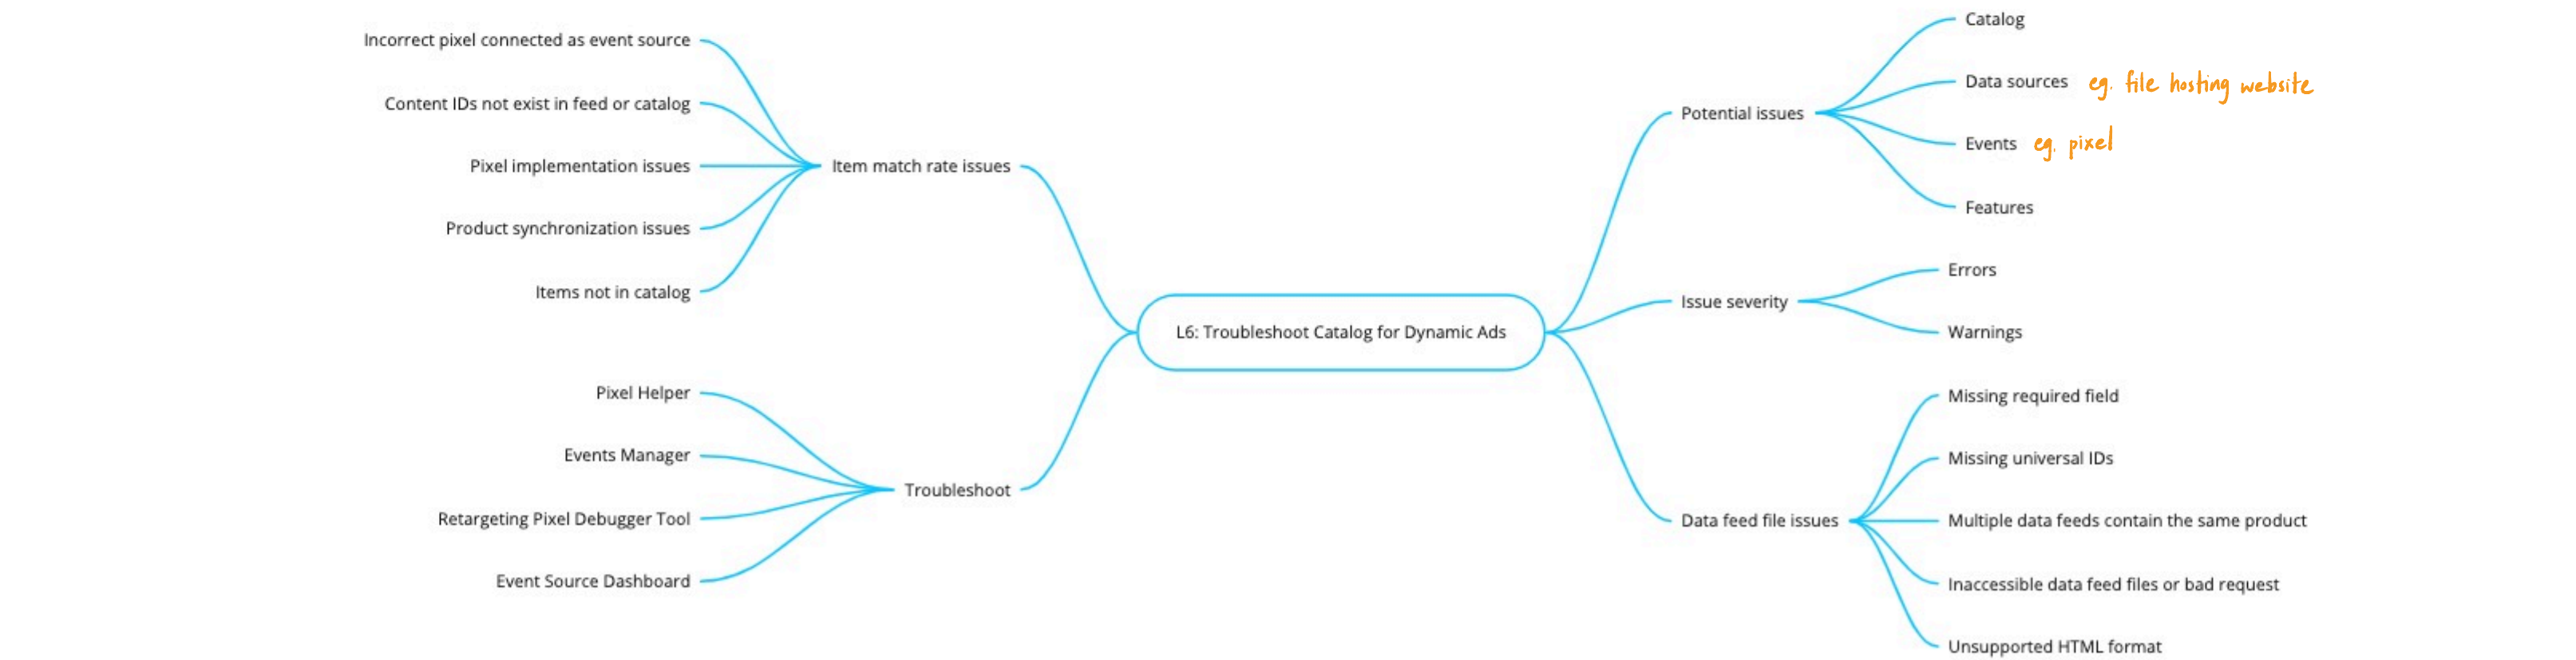 L6: Troubleshoot Catalog for Dynamic Ads
Potential issues
Catalog
Data sources eg. file hosting website
Events eg. pixel
Features
Issue severity
Errors
Warnings
Data feed file issues
Missing required field
Missing universal IDs
Multiple data feeds contain the same product
Inaccessible data feed files or bad request
Unsupported HTML format
Item match rate issues
Incorrect pixel connected as event source
Content IDs not exist in feed or catalog
Pixel implementation issues
Product synchronization issues
Items not in catalog
Troubleshoot
Pixel Helper
Events Manager
Retargeting Pixel Debugger Tool
Event Source Dashboard